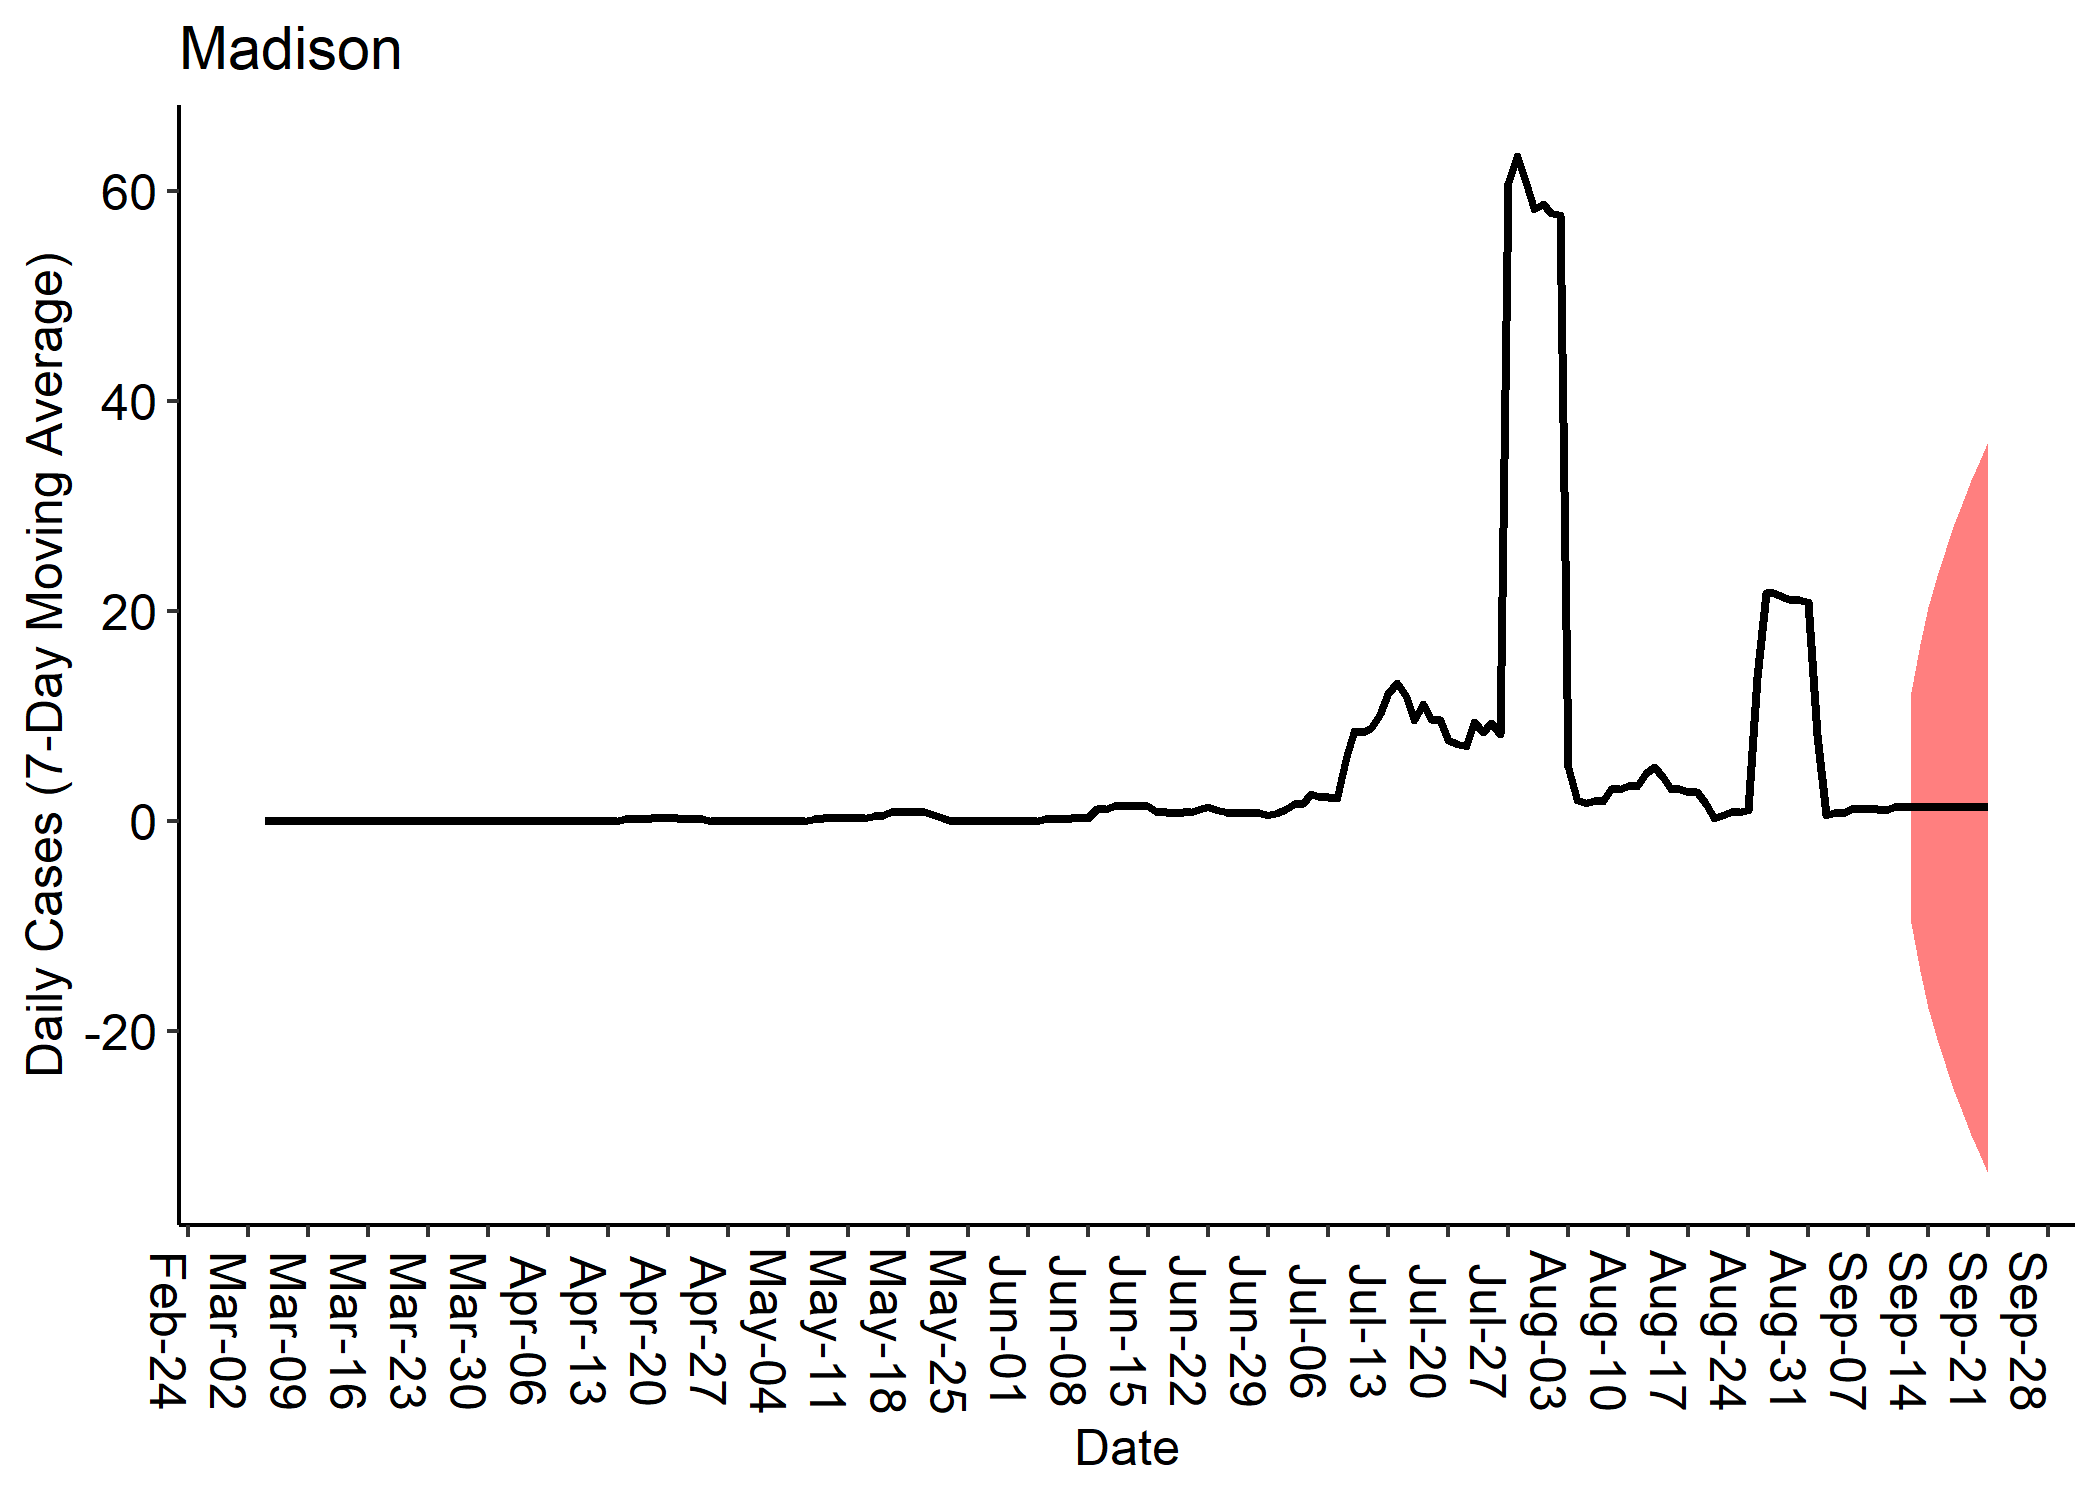 Madison
Daily Cases (7-Day Moving Average)
60
40
20
0
-20
Feb-24
Mar-02
Mar-09
Mar-16
Mar-23
Mar-30
Apr-06
Apr-13
Apr-20
Apr-27
May-04
May-11
May-18
May-25
Jun-01
Jun-08
Jun-15
Jun-22
Jun-29
Jul-06
Jul-13
Jul-20
Jul-27
Aug-03
Aug-10
Aug-17
Aug-24
Aug-31
Sep-07
Sep-14
Sep-21
Sep-28
Date